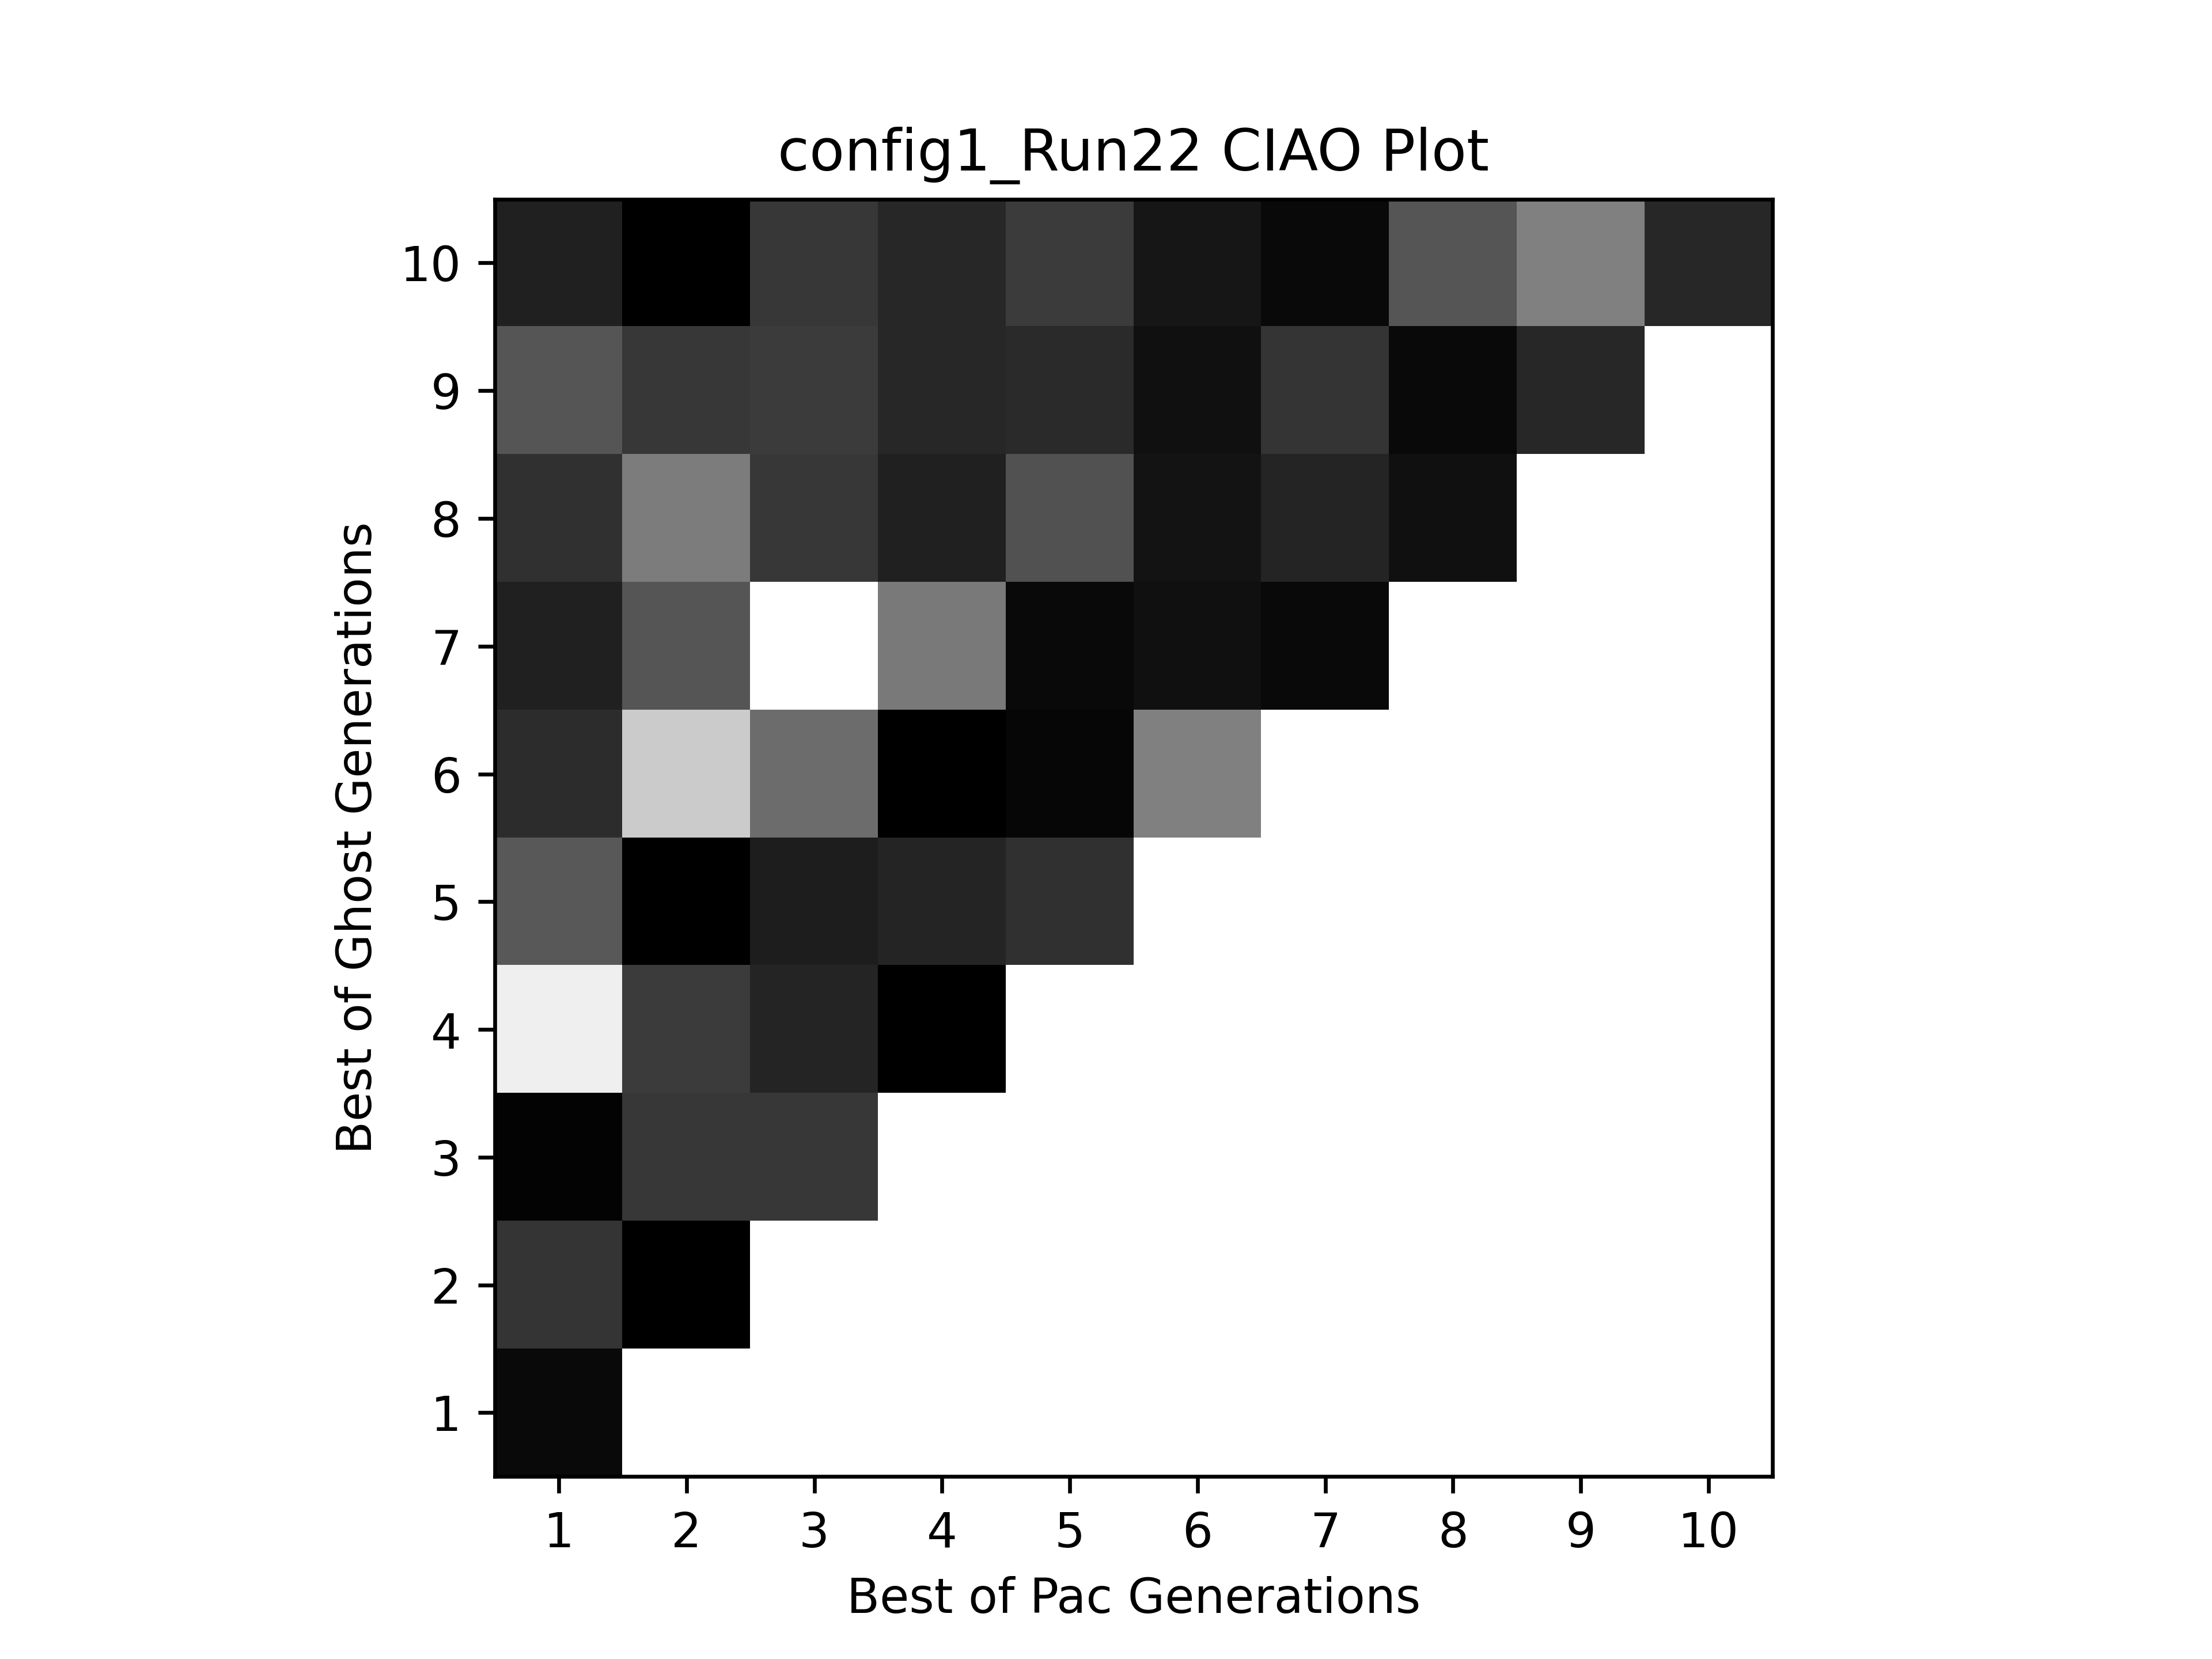 config1_Run22 CIAO Plot
Best of Ghost Generations
10
9
8
7
6
5
4
3
2
1
1 2 3 4 5 6 7 8 9 10
Best of Pac Generations